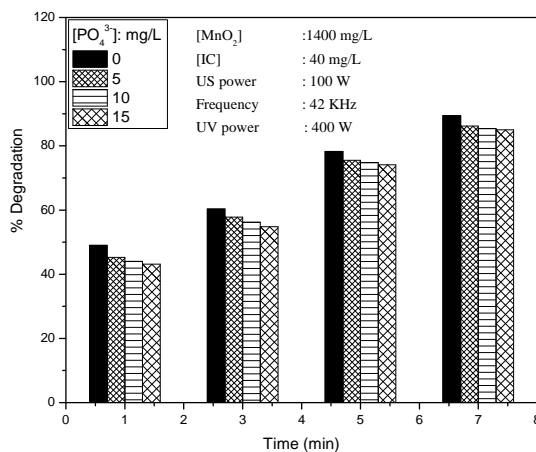 120
100
80
60
40
20
0
% Degradation
[PO₄³⁻]: mg/L
0
5
10
15
[MnO₂] :1400 mg/L
[IC] : 40 mg/L
US power : 100 W
Frequency : 42 KHz
UV power : 400 W
0 1 2 3 4 5 6 7 8
Time (min)